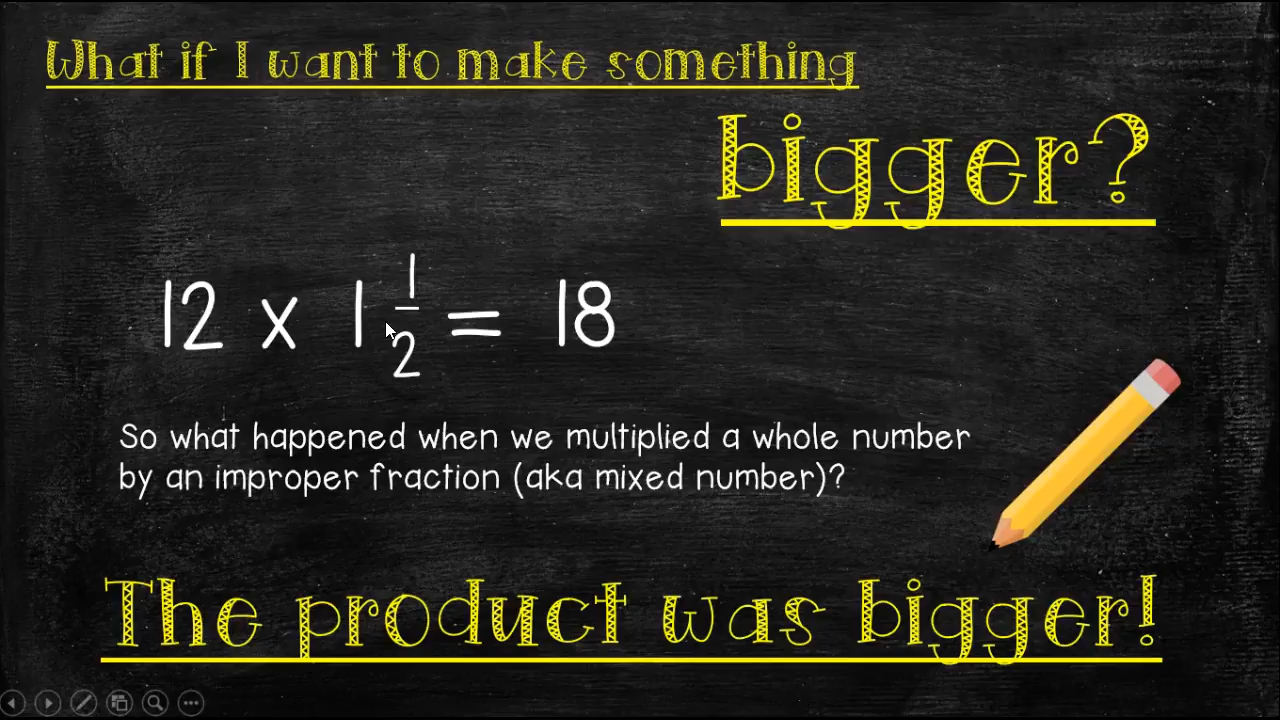 What if I want to make something
bigger?
12 x 1 1/2 = 18
So what happened when we multiplied a whole number
by an improper fraction (aka mixed number)?
The product was bigger!